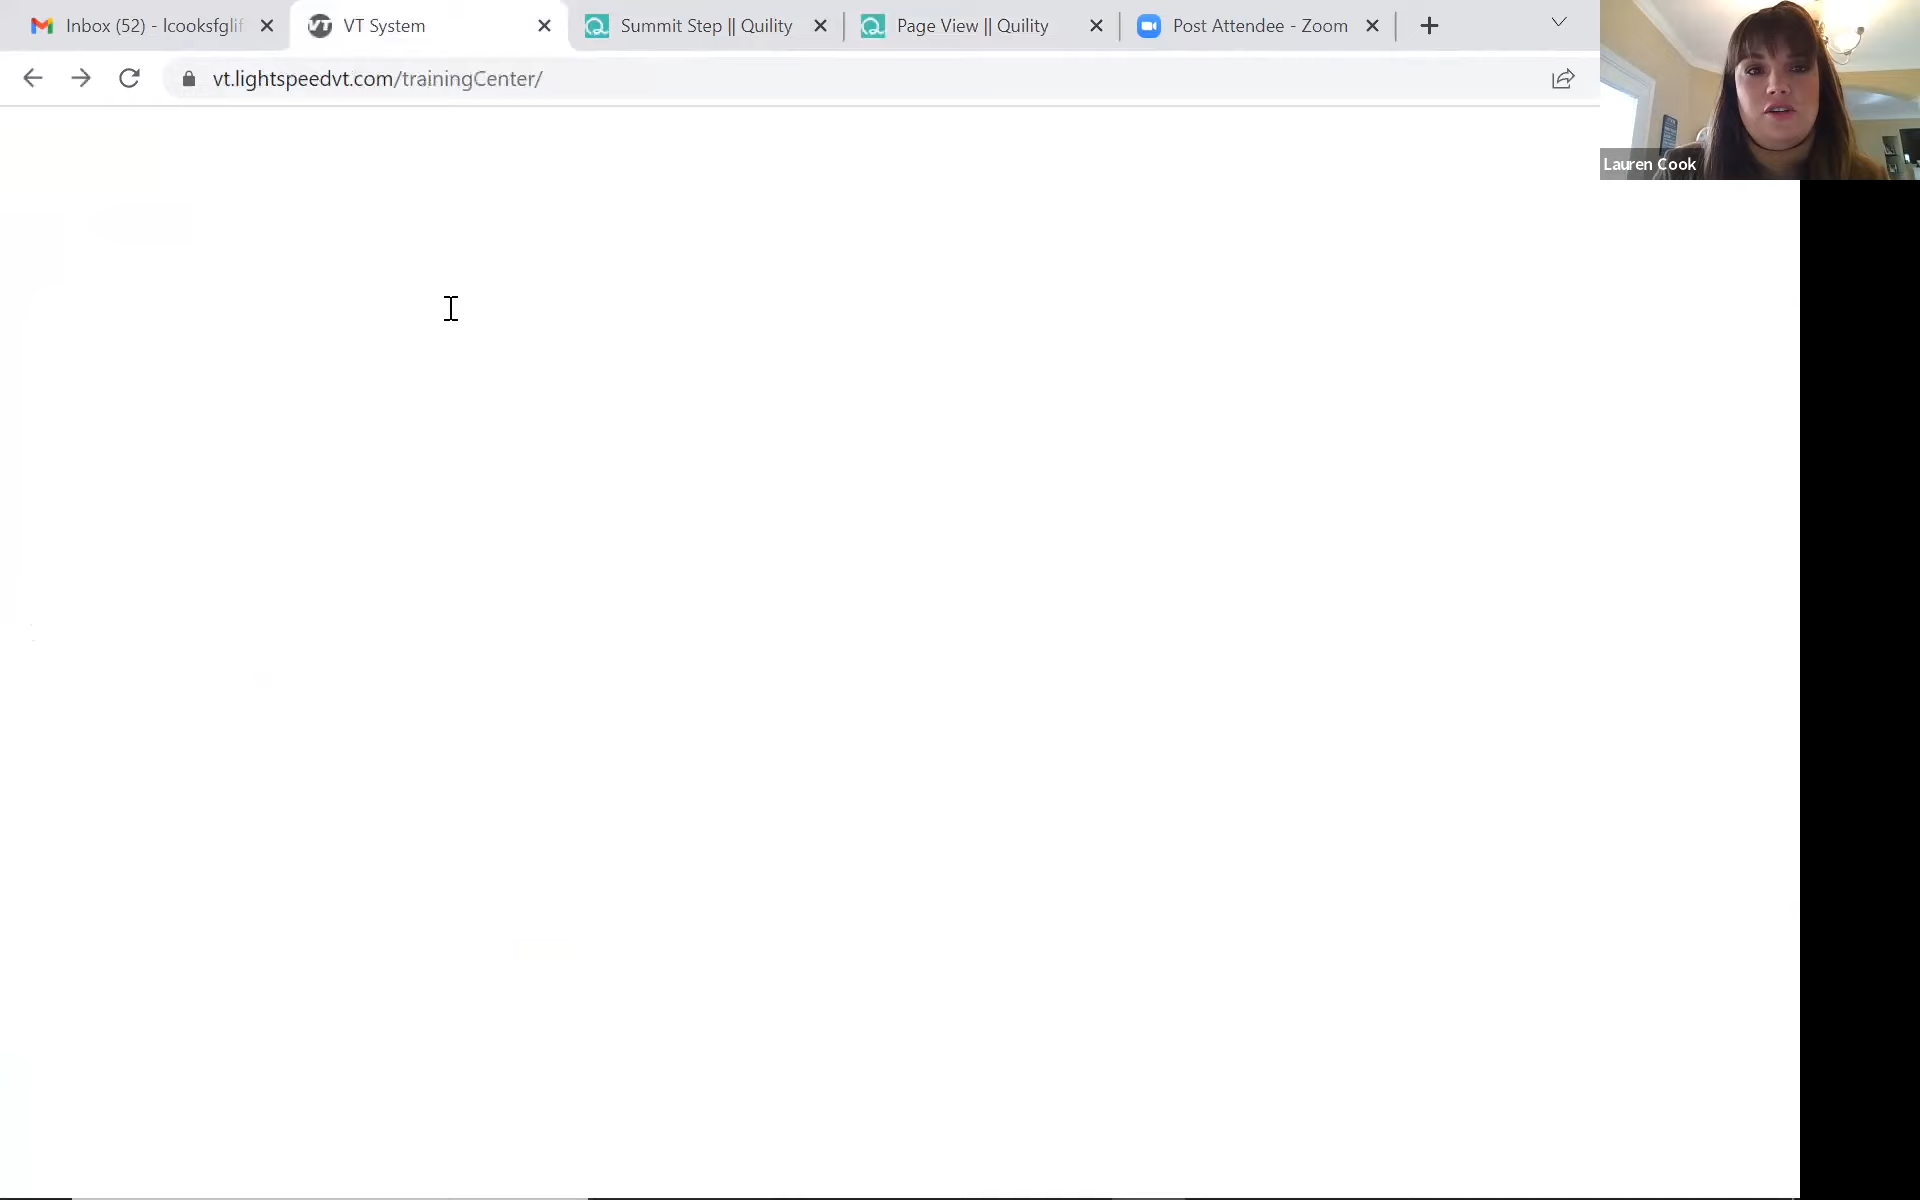 Inbox (52) - lcooksfglif
VT System
Summit Step || Quility
Page View || Quility
Post Attendee - Zoom
vt.lightspeedvt.com/trainingCenter/
Lauren Cook